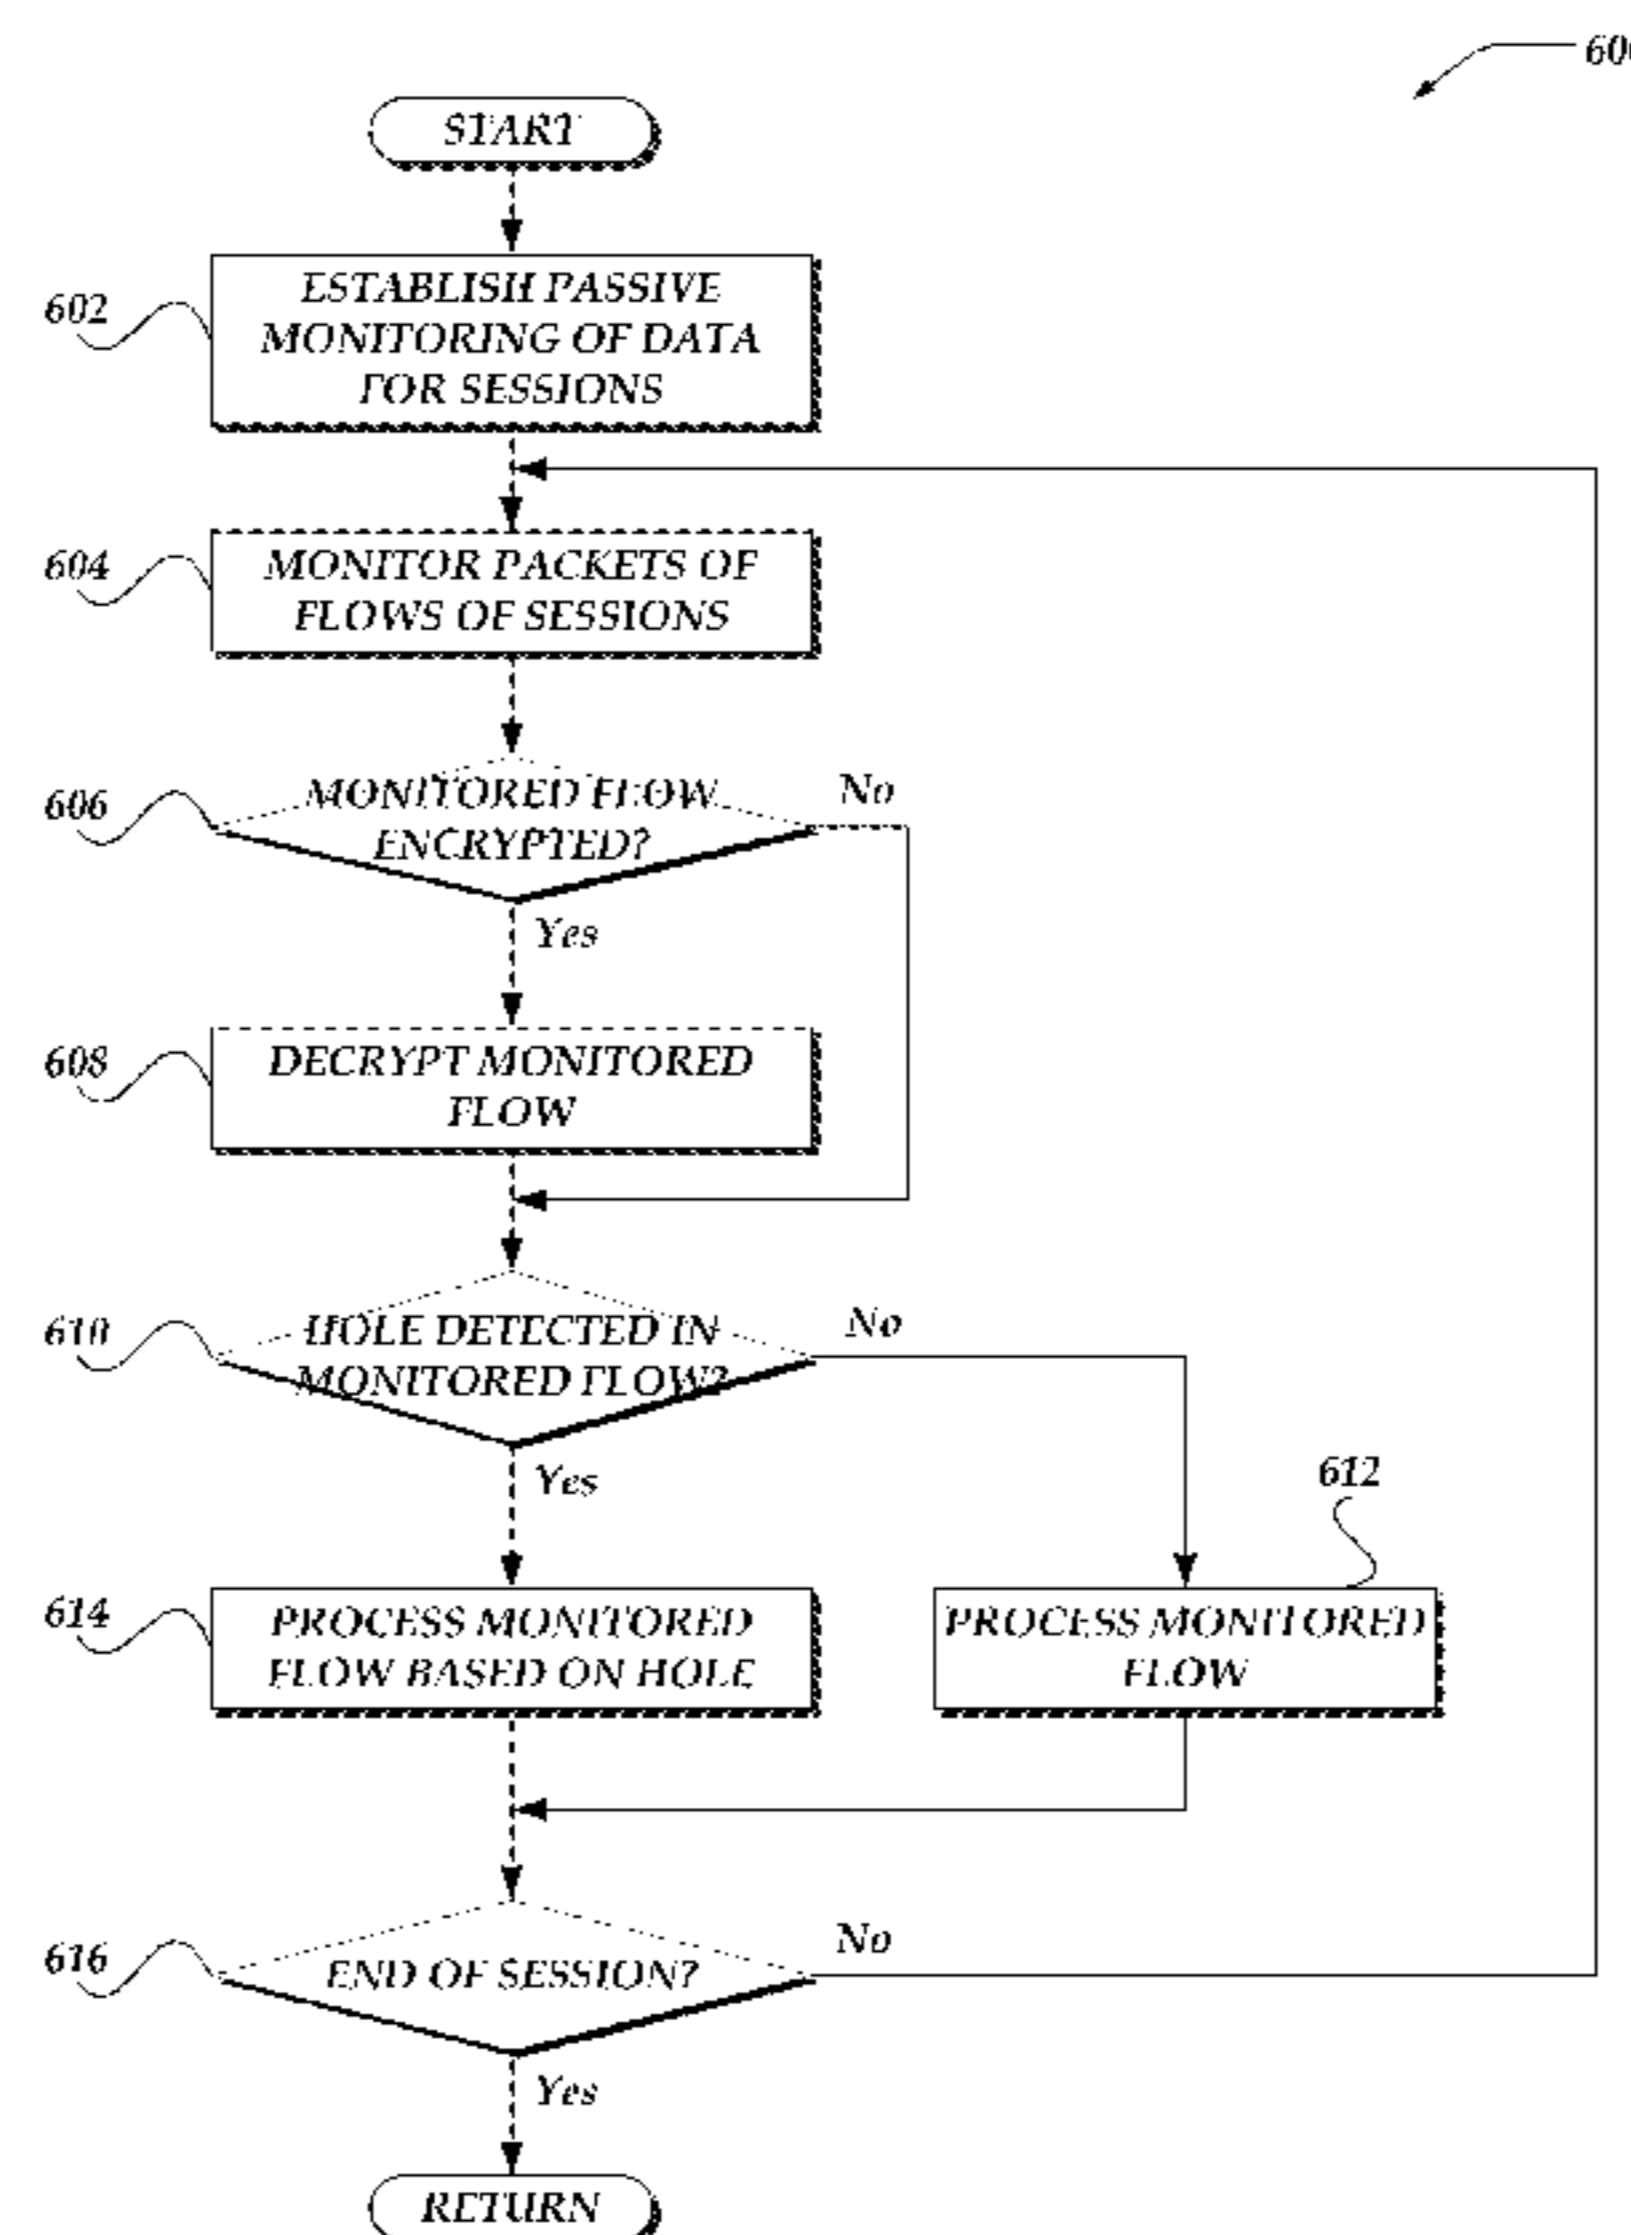 START
602
ESTABLISH PASSIVE
MONITORING OF DATA
FOR SESSIONS
604
MONITOR PACKETS OF
FLOWS OF SESSIONS
606
MONITORED FLOW
ENCRYPTED?
No
Yes
608
DECRYPT MONITORED
FLOW
610
HOLE DETECTED IN
MONITORED FLOW?
No
Yes
612
614
PROCESS MONITORED
FLOW BASED ON HOLE
PROCESS MONITORED
FLOW
616
END OF SESSION?
No
Yes
RETURN